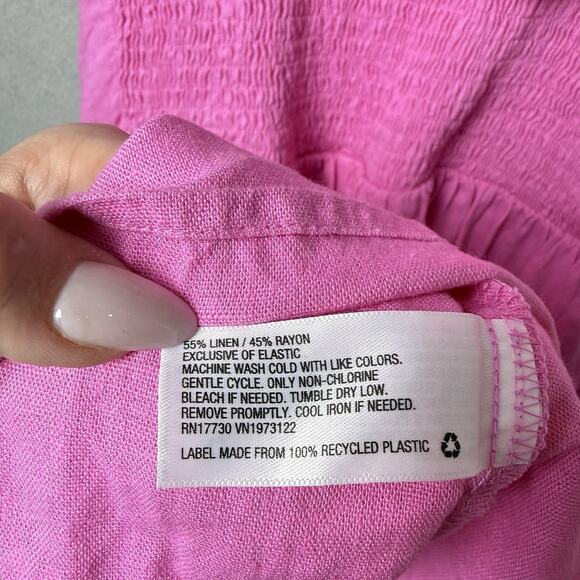 55% LINEN / 45% RAYON
EXCLUSIVE OF ELASTIC
MACHINE WASH COLD WITH LIKE COLORS.
GENTLE CYCLE. ONLY NON-CHLORINE
BLEACH IF NEEDED. TUMBLE DRY LOW.
REMOVE PROMPTLY. COOL IRON IF NEEDED.
RN17730 VN1973122
LABEL MADE FROM 100% RECYCLED PLASTIC